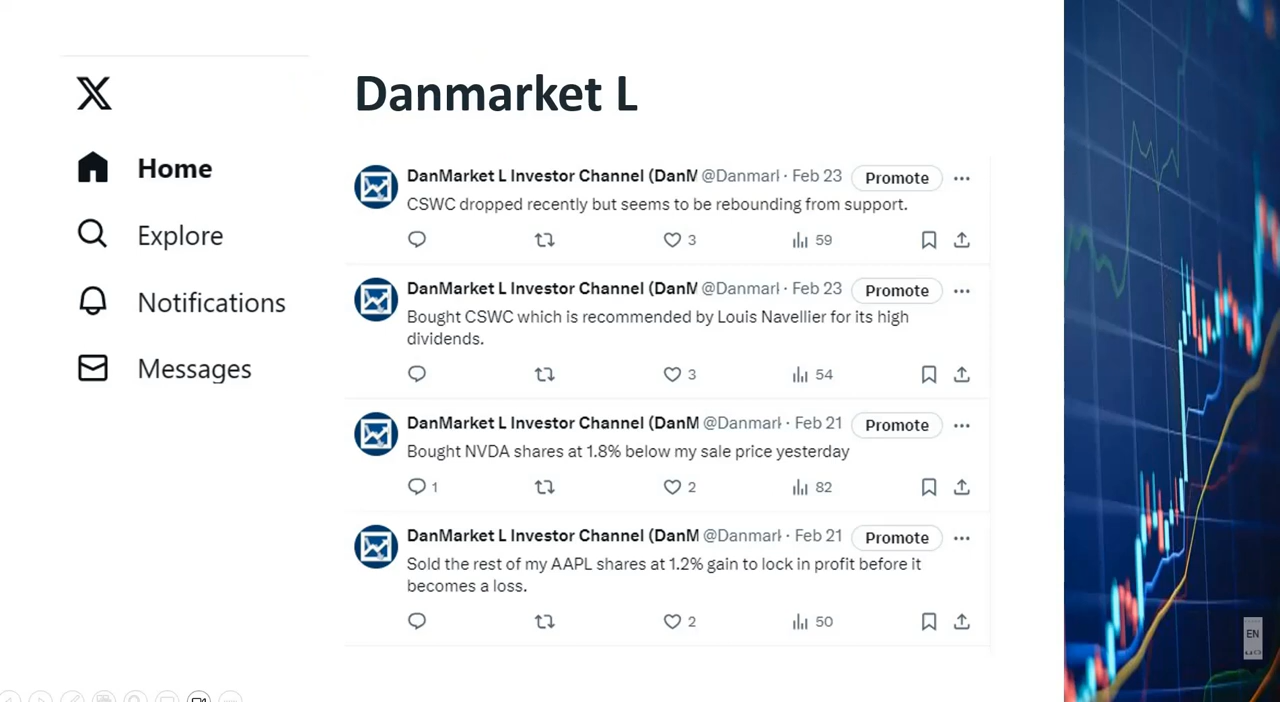 X
Home
Explore
Notifications
Messages
Danmarket L
DanMarket L Investor Channel (DanM @Danmarl · Feb 23 Promote
CSWC dropped recently but seems to be rebounding from support.
3 59
DanMarket L Investor Channel (DanM @Danmarl · Feb 23 Promote
Bought CSWC which is recommended by Louis Navellier for its high
dividends.
3 54
DanMarket L Investor Channel (DanM @Danmarl · Feb 21 Promote
Bought NVDA shares at 1.8% below my sale price yesterday
1 2 82
DanMarket L Investor Channel (DanM @Danmarl · Feb 21 Promote
Sold the rest of my AAPL shares at 1.2% gain to lock in profit before it
becomes a loss.
2 50
EN